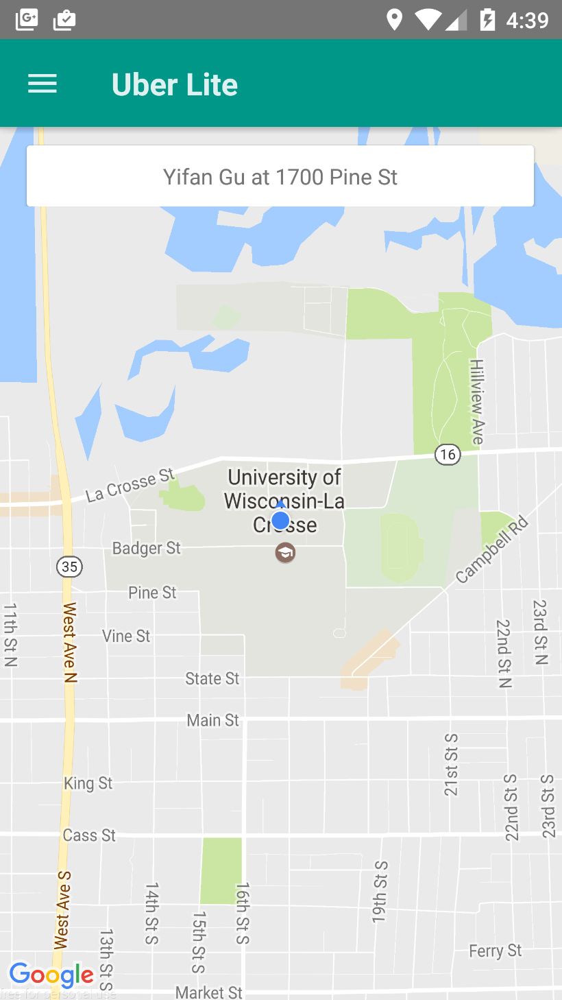 G+
4:39
Uber Lite
Yifan Gu at 1700 Pine St
Hillview Ave
16
La Crosse St
University of
Wisconsin-La
Crosse
Campbell Rd
Badger St
35
Pine St
11th St N
West Ave N
Vine St
22nd St N
23rd St N
State St
Main St
21st St S
King St
22nd St S
23rd St S
Cass St
West Ave S
14th St S
16th St S
19th St S
15th St S
13th St S
Ferry St
Google
free for personal use
Market St